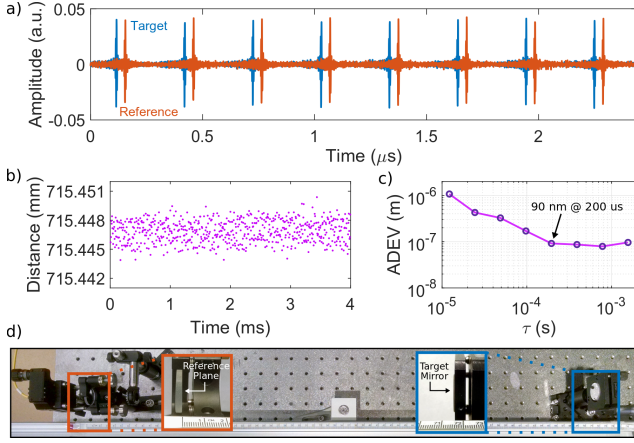 a)
0.05
0
-0.05
Amplitude (a.u.)
Target
Reference
0
0.5
1
1.5
2
Time (μs)
b)
715.451
715.448
715.445
715.442
Distance (mm)
0
1
2
3
4
Time (ms)
c)
10-6
10-7
10-8
ADEV (m)
90 nm @ 200 us
10-5
10-4
10-3
τ (s)
d)
Reference
Plane
Target
Mirror